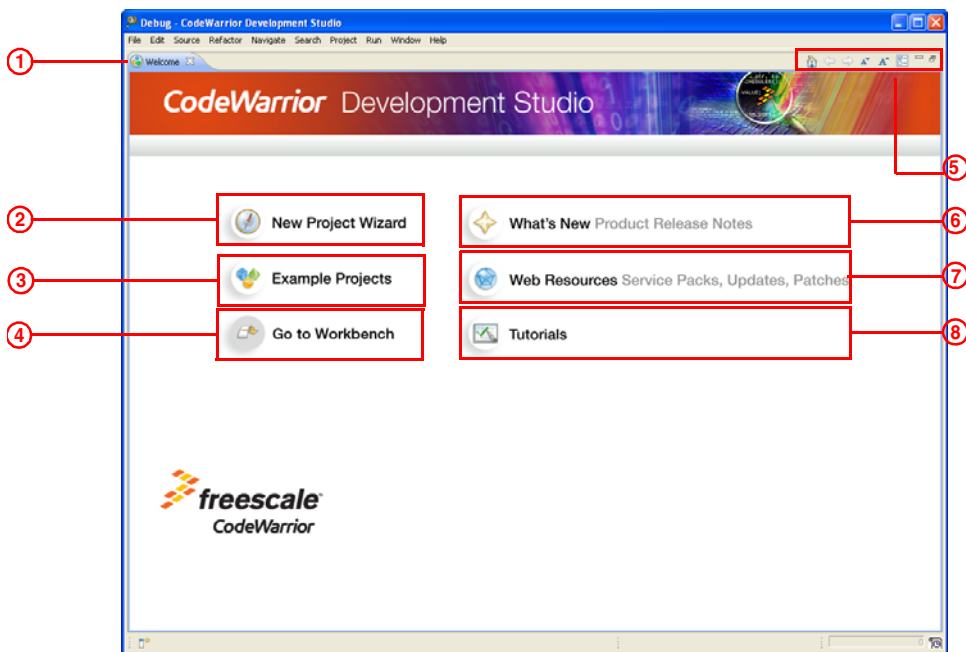 Debug - CodeWarrior Development Studio
File Edit Source Refactor Navigate Search Project Run Window Help
1
Welcome
CodeWarrior Development Studio
5
2
New Project Wizard
What's New Product Release Notes
6
3
Example Projects
Web Resources Service Packs, Updates, Patches
7
4
Go to Workbench
Tutorials
8
freescale
CodeWarrior
0